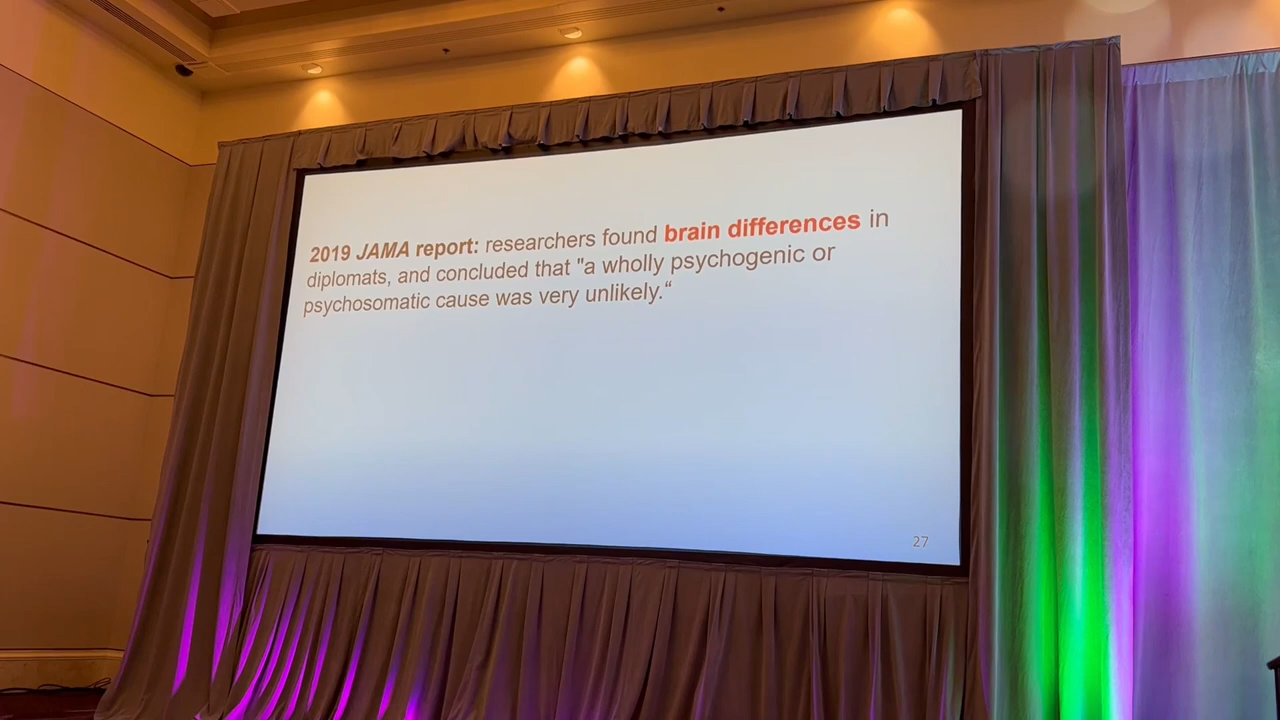 2019 JAMA report: researchers found brain differences in
diplomats, and concluded that "a wholly psychogenic or
psychosomatic cause was very unlikely.“
27